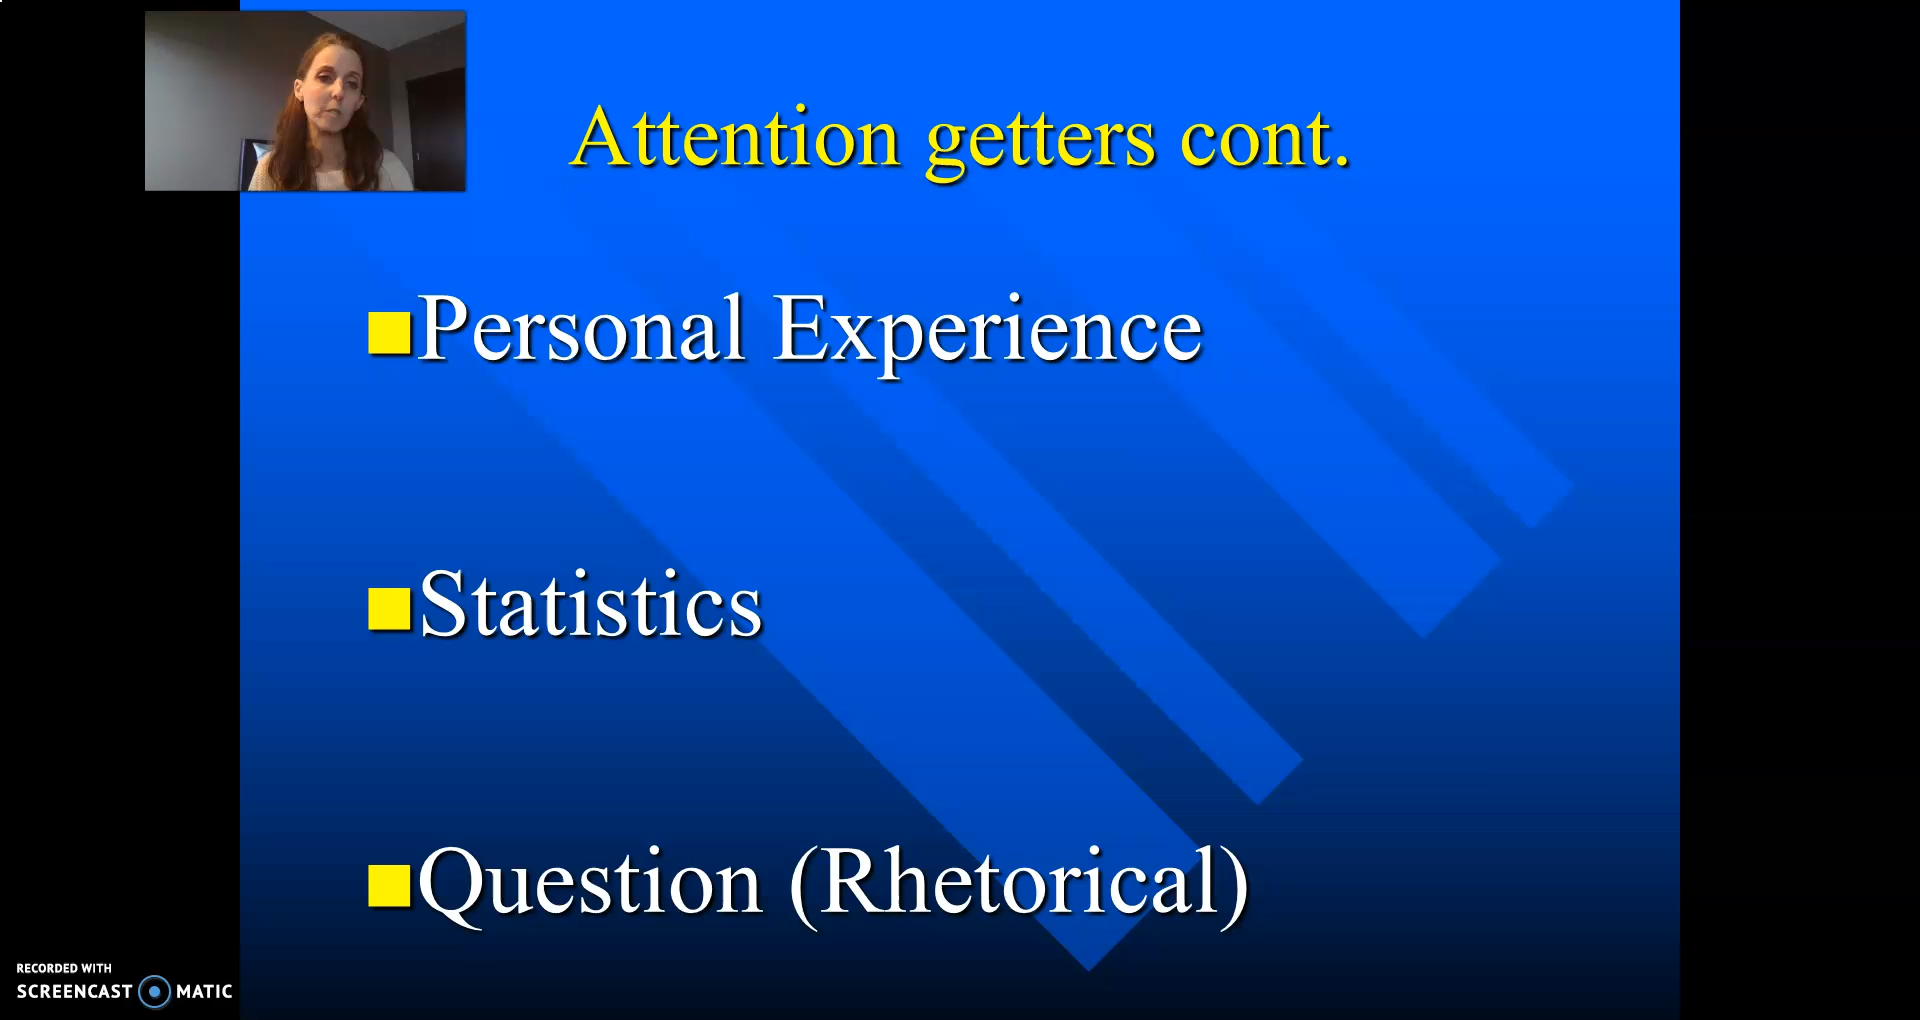 Attention getters cont.
Personal Experience
Statistics
Question (Rhetorical)
RECORDED WITH
SCREENCAST MATIC